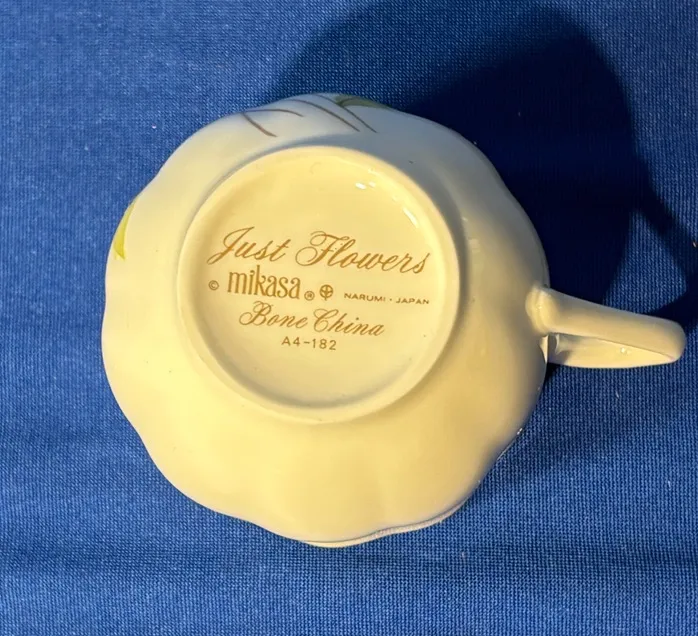 Just Flowers
© mikasa ® NARUMI · JAPAN
Bone China
A4-182